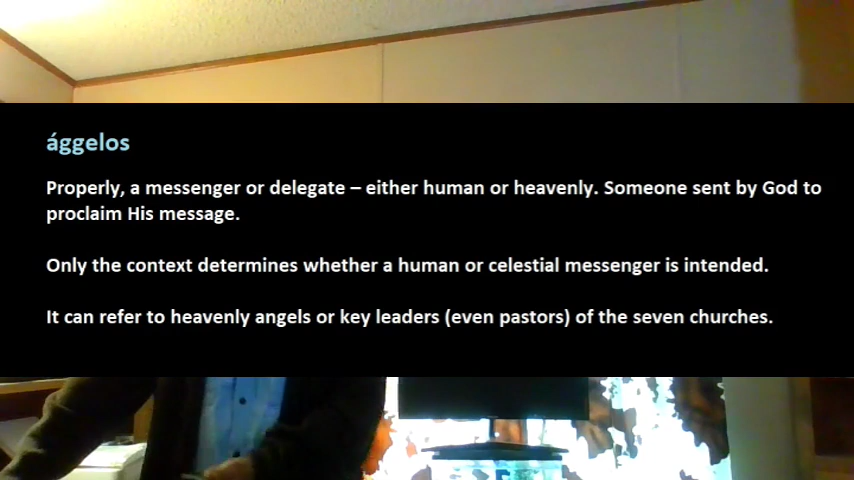 ággelos
Properly, a messenger or delegate – either human or heavenly. Someone sent by God to
proclaim His message.
Only the context determines whether a human or celestial messenger is intended.
It can refer to heavenly angels or key leaders (even pastors) of the seven churches.